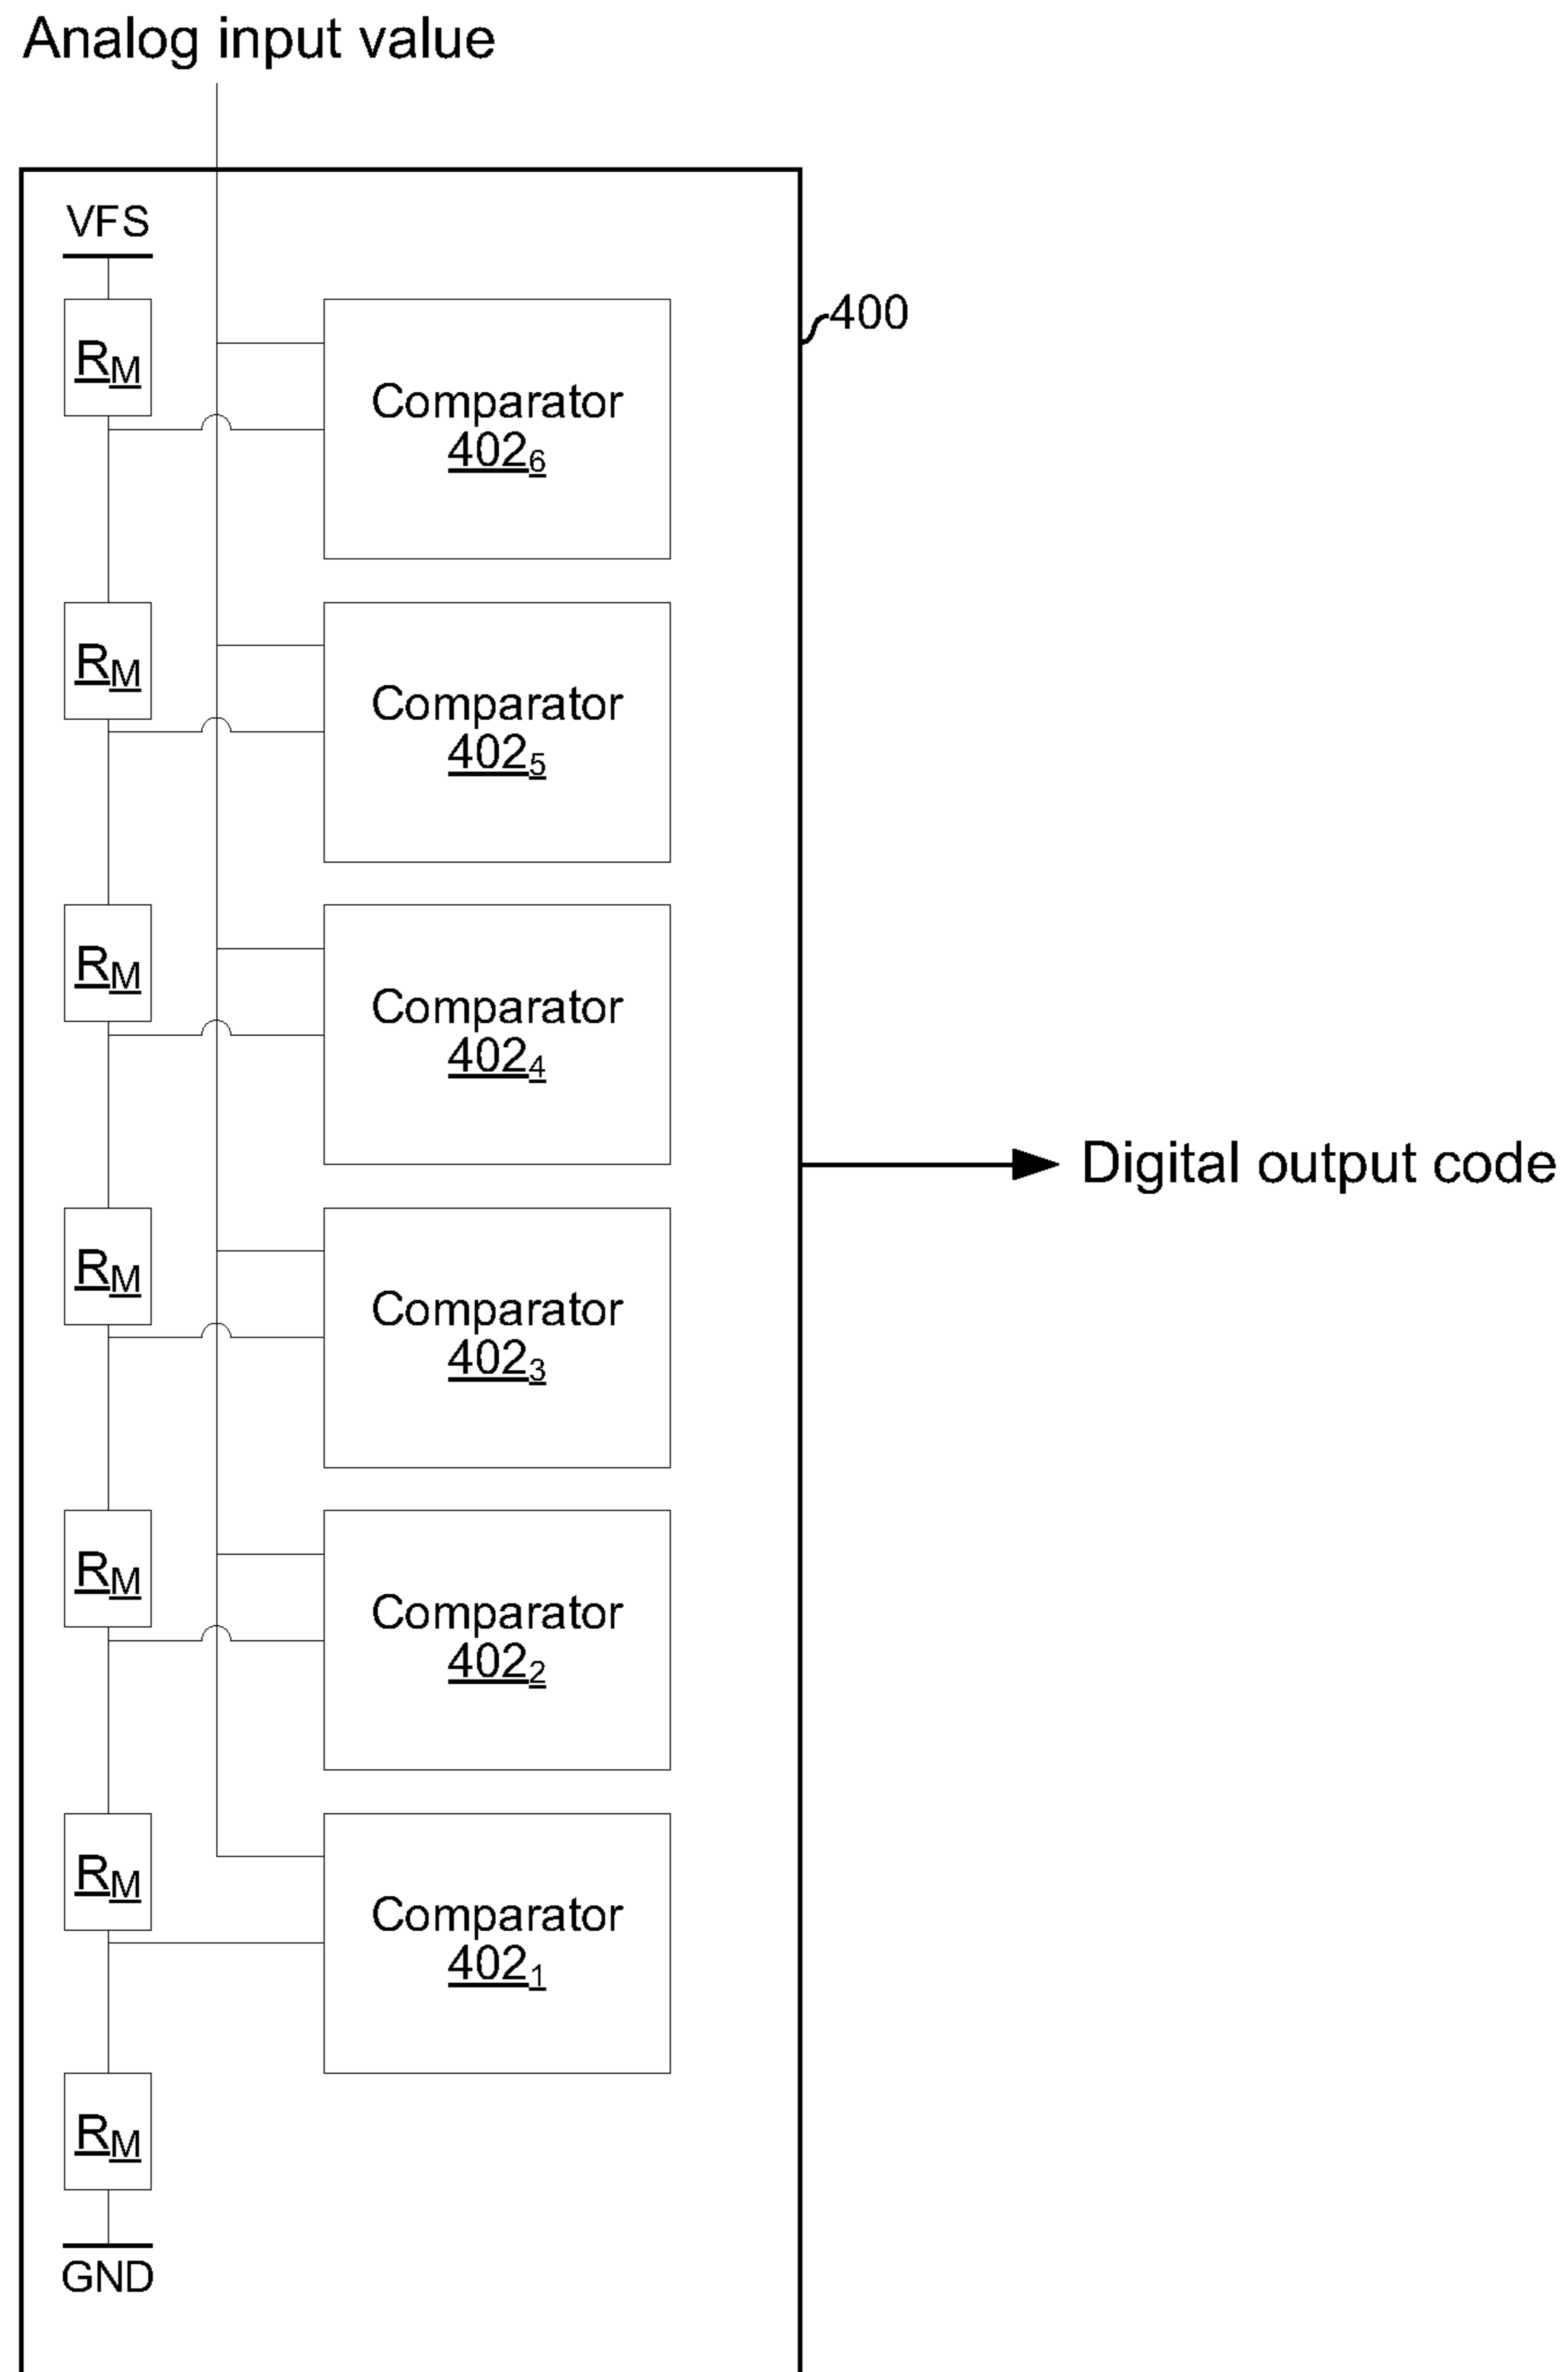 Analog input value
VFS
400
RM
Comparator
4026
RM
Comparator
4025
RM
Comparator
4024
Digital output code
RM
Comparator
4023
RM
Comparator
4022
RM
Comparator
4021
RM
GND